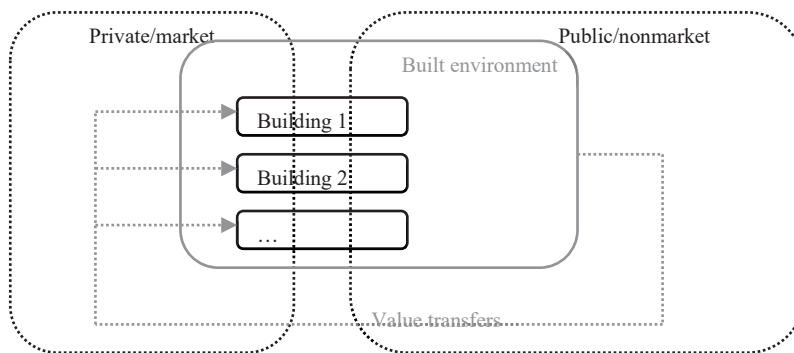 Private/market
Public/nonmarket
Built environment
Building 1
Building 2
…
Value transfers